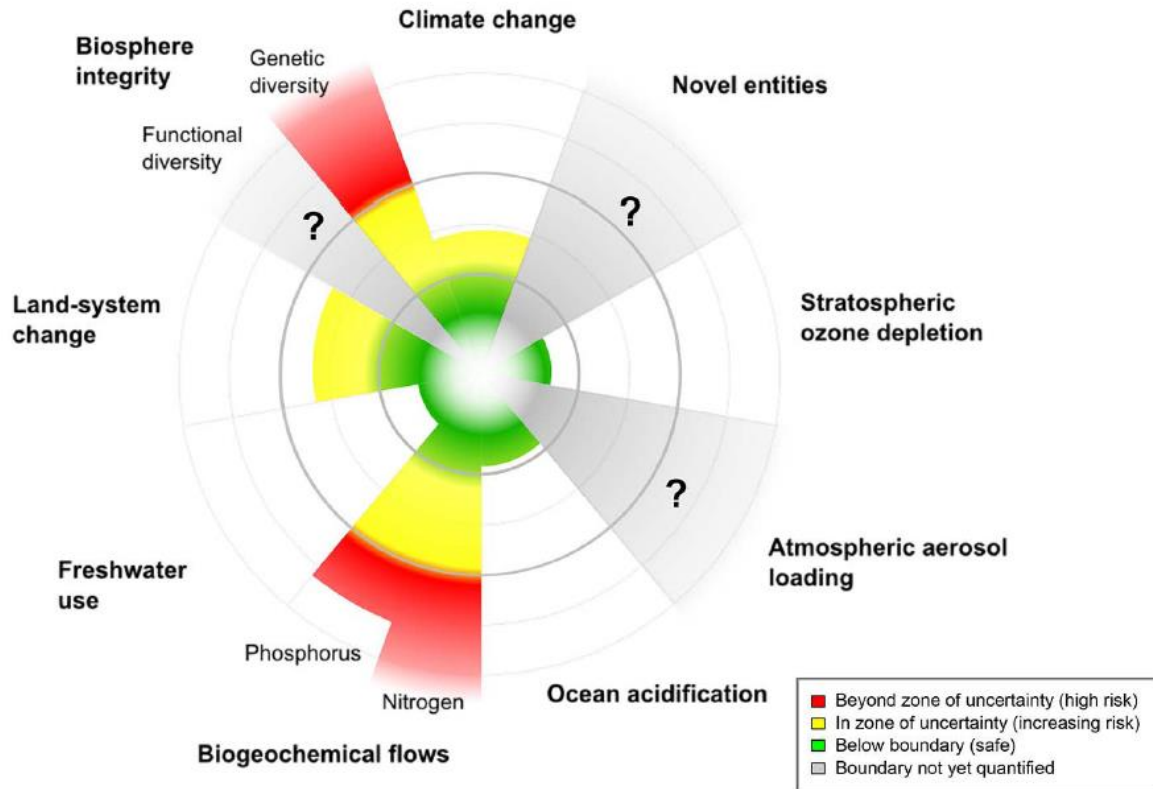 Climate change
Biosphere
integrity
Genetic
diversity
Novel entities
Functional
diversity
?
?
Land-system
change
Stratospheric
ozone depletion
?
Atmospheric aerosol
loading
Freshwater
use
Phosphorus
Nitrogen
Ocean acidification
Biogeochemical flows
Beyond zone of uncertainty (high risk)
In zone of uncertainty (increasing risk)
Below boundary (safe)
Boundary not yet quantified